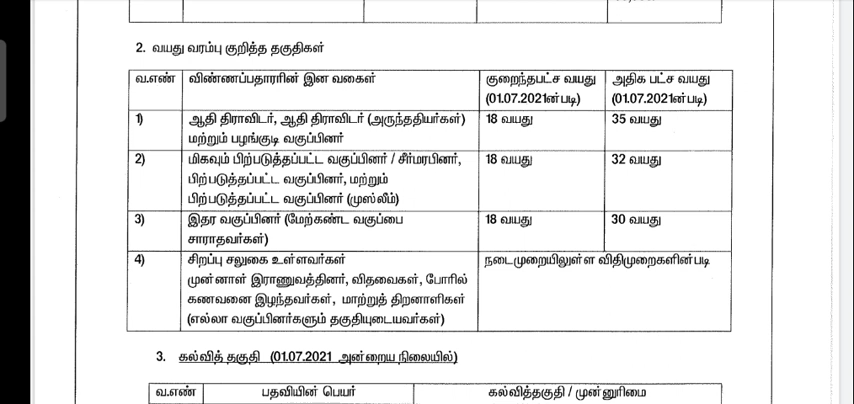 2. வயது வரம்பு குறித்த தகுதிகள்
வ.எண் விண்ணப்பதாரரின் இன வகைகள் குறைந்தபட்ச வயது (01.07.2021ன்படி) அதிக பட்ச வயது (01.07.2021ன்படி)
1) ஆதி திராவிடர், ஆதி திராவிடர் (அருந்ததியர்கள்) 18 வயது 35 வயது
மற்றும் பழங்குடி வகுப்பினர்
2) மிகவும் பிற்படுத்தப்பட்ட வகுப்பினர் / சீர்மரபினர், 18 வயது 32 வயது
பிற்படுத்தப்பட்ட வகுப்பினர், மற்றும்
பிற்படுத்தப்பட்ட வகுப்பினர் (முஸ்லீம்)
3) இதர வகுப்பினர் (மேற்கண்ட வகுப்பை 18 வயது 30 வயது
சாராதவர்கள்)
4) சிறப்பு சலுகை உள்ளவர்கள் நடைமுறையிலுள்ள விதிமுறைகளின்படி
முன்னாள் இராணுவத்தினர், விதவைகள், போரில்
கணவனை இழந்தவர்கள், மாற்றுத் திறனாளிகள்
(எல்லா வகுப்பினர்களும் தகுதியுடையவர்கள்)
3. கல்வித் தகுதி (01.07.2021 அன்றைய நிலையில்)
வ.எண் பதவியின் பெயர் கல்வித்தகுதி / முன்னுரிமை